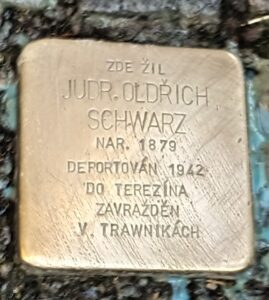 ZDE ŽIL
JUDR. OLDŘICH
SCHWARZ
NAR. 1879
DEPORTOVÁN 1942
DO TEREZÍNA
ZAVRAŽDĚN
V TRAWNIKÁCH